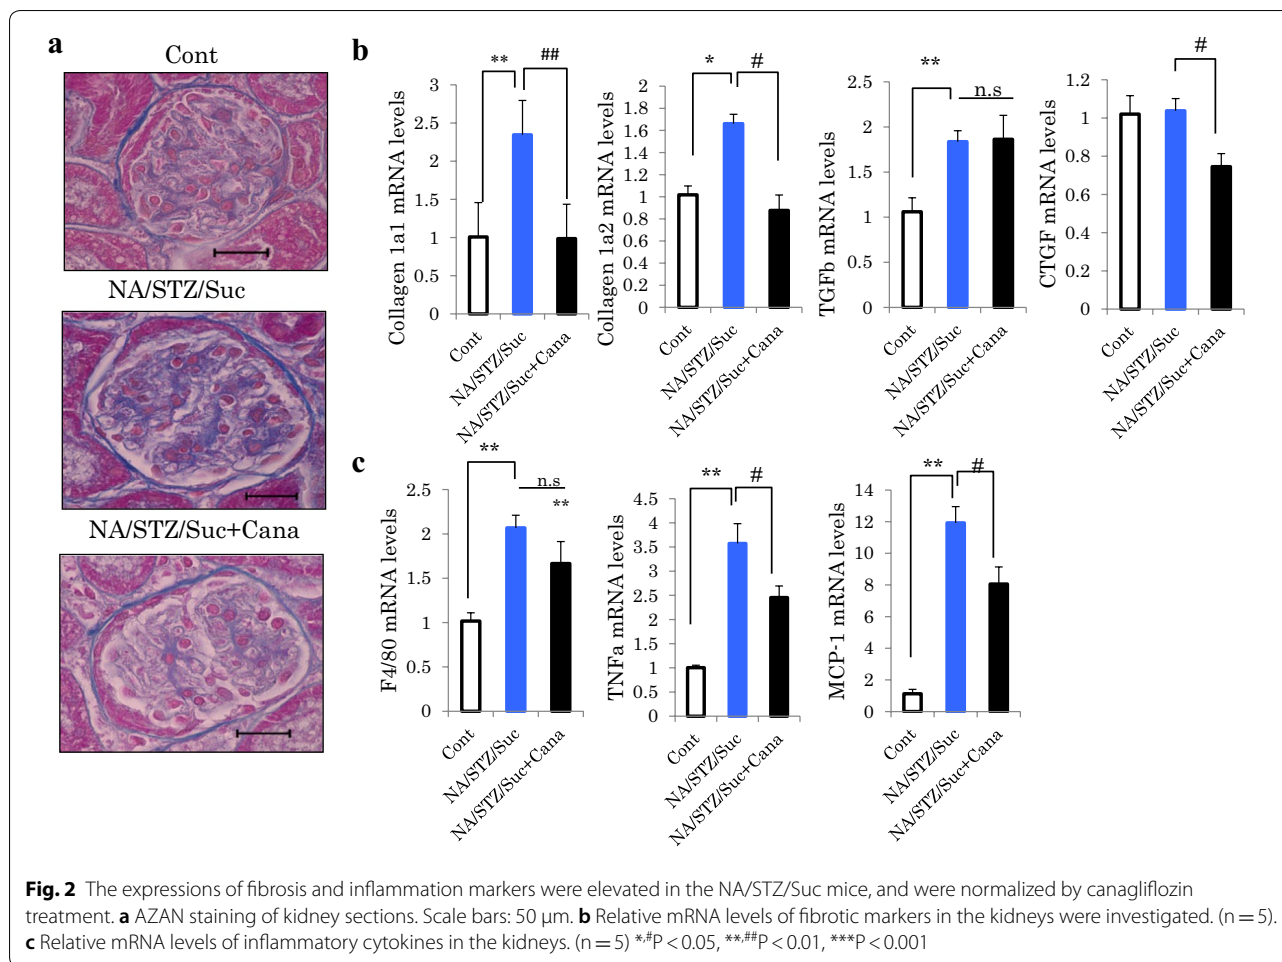 a
Cont
NA/STZ/Suc
NA/STZ/Suc+Cana
b
** ##
Collagen 1a1 mRNA levels
3
2.5
2
1.5
1
0.5
0
Cont
NA/STZ/Suc
NA/STZ/Suc+Cana
* #
Collagen 1a2 mRNA levels
2
1.8
1.6
1.4
1.2
1
0.8
0.6
0.4
0.2
0
Cont
NA/STZ/Suc
NA/STZ/Suc+Cana
**
n.s
TGFb mRNA levels
2.5
2
1.5
1
0.5
0
Cont
NA/STZ/Suc
NA/STZ/Suc+Cana
#
CTGF mRNA levels
1.2
1
0.8
0.6
0.4
0.2
0
Cont
NA/STZ/Suc
NA/STZ/Suc+Cana
c
**
n.s
**
F4/80 mRNA levels
2.5
2
1.5
1
0.5
0
Cont
NA/STZ/Suc
NA/STZ/Suc+Cana
** #
TNFa mRNA levels
4.5
4
3.5
3
2.5
2
1.5
1
0.5
0
Cont
NA/STZ/Suc
NA/STZ/Suc+Cana
** #
MCP-1 mRNA levels
14
12
10
8
6
4
2
0
Cont
NA/STZ/Suc
NA/STZ/Suc+Cana
Fig. 2 The expressions of fibrosis and inflammation markers were elevated in the NA/STZ/Suc mice, and were normalized by canagliflozin
treatment. a AZAN staining of kidney sections. Scale bars: 50 μm. b Relative mRNA levels of fibrotic markers in the kidneys were investigated. (n = 5).
c Relative mRNA levels of inflammatory cytokines in the kidneys. (n = 5) *,#P < 0.05, **,##P < 0.01, ***P < 0.001